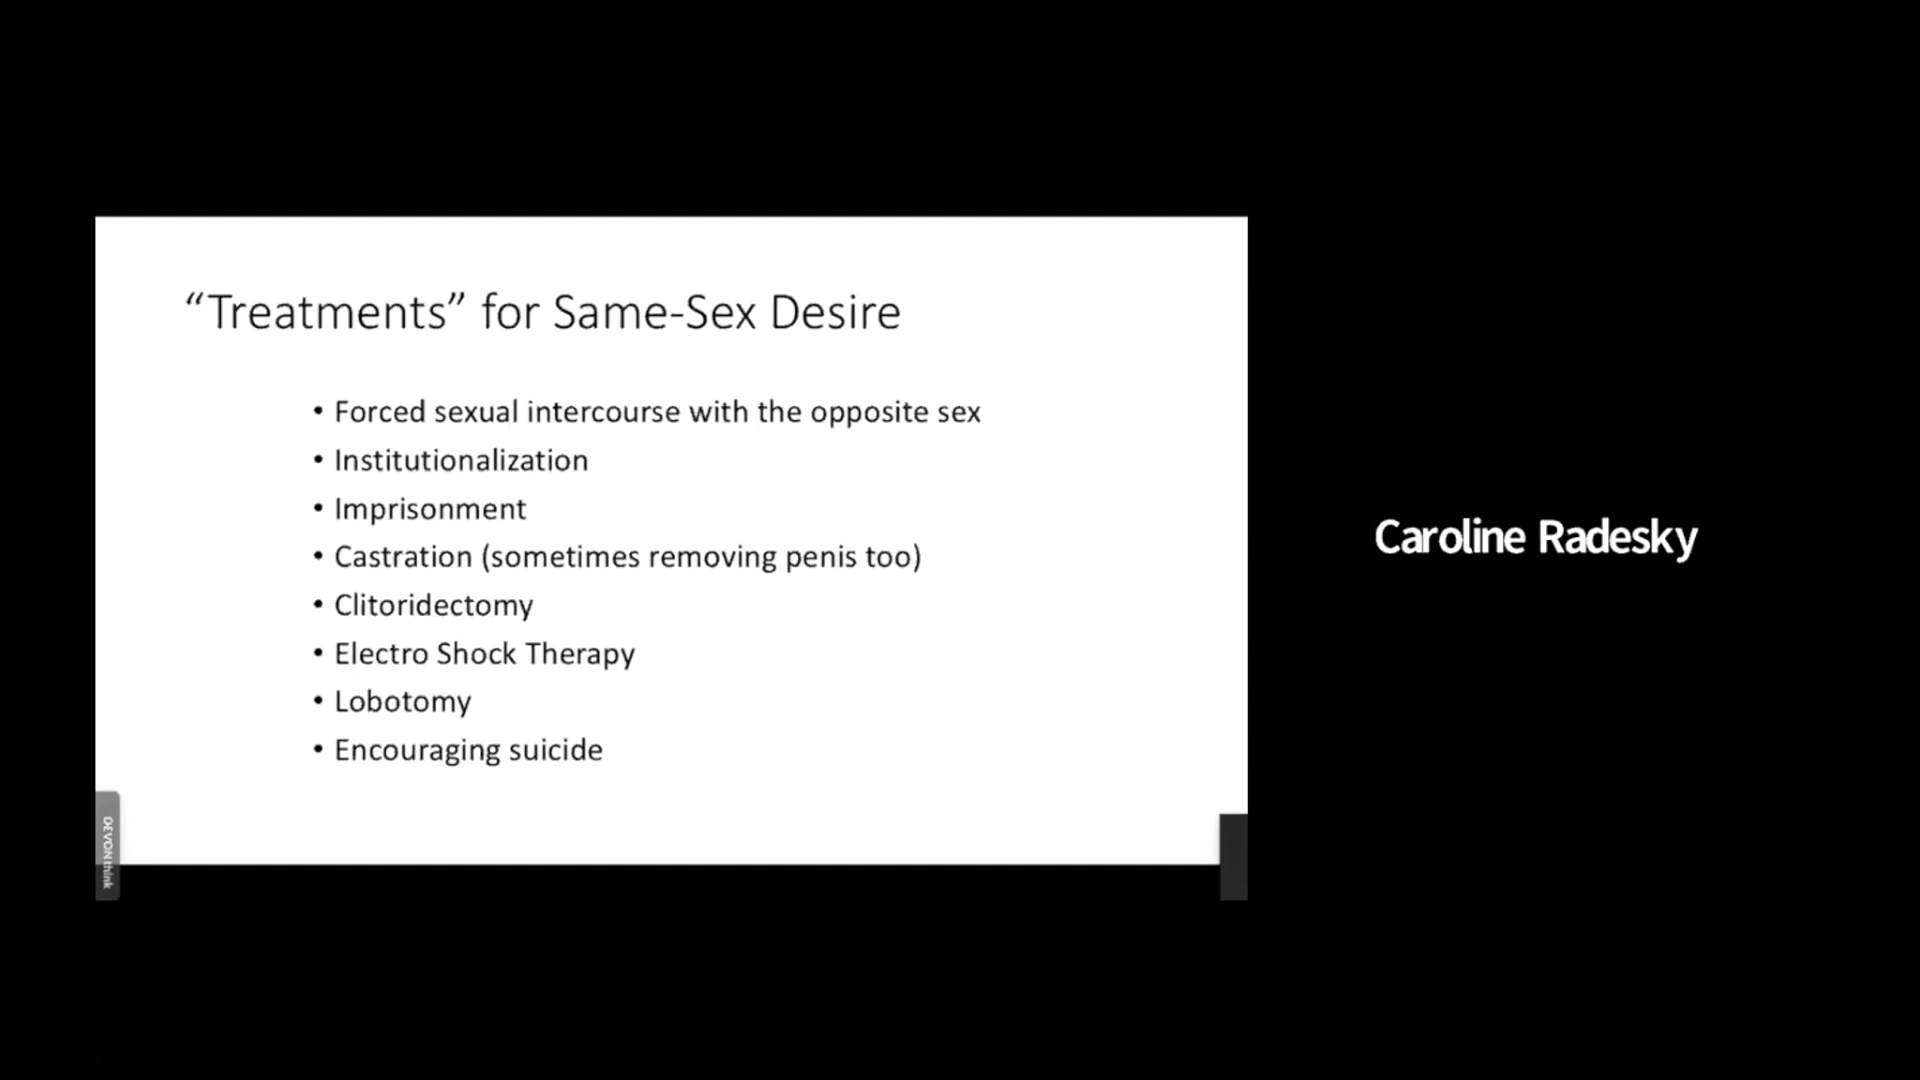 “Treatments” for Same-Sex Desire
• Forced sexual intercourse with the opposite sex
• Institutionalization
• Imprisonment
• Castration (sometimes removing penis too)
• Clitoridectomy
• Electro Shock Therapy
• Lobotomy
• Encouraging suicide
DEVONthink
Caroline Radesky